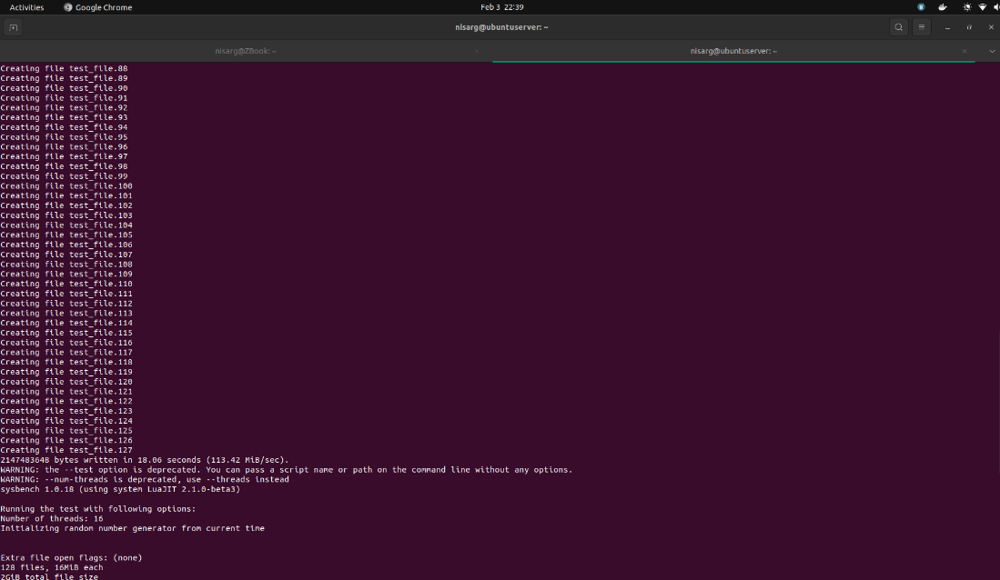 Activities
Google Chrome
Feb 3 22:39
nisarg@ubuntuserver: ~
nisarg@ZBook: ~
nisarg@ubuntuserver: ~
Creating file test_file.88
Creating file test_file.89
Creating file test_file.90
Creating file test_file.91
Creating file test_file.92
Creating file test_file.93
Creating file test_file.94
Creating file test_file.95
Creating file test_file.96
Creating file test_file.97
Creating file test_file.98
Creating file test_file.99
Creating file test_file.100
Creating file test_file.101
Creating file test_file.102
Creating file test_file.103
Creating file test_file.104
Creating file test_file.105
Creating file test_file.106
Creating file test_file.107
Creating file test_file.108
Creating file test_file.109
Creating file test_file.110
Creating file test_file.111
Creating file test_file.112
Creating file test_file.113
Creating file test_file.114
Creating file test_file.115
Creating file test_file.116
Creating file test_file.117
Creating file test_file.118
Creating file test_file.119
Creating file test_file.120
Creating file test_file.121
Creating file test_file.122
Creating file test_file.123
Creating file test_file.124
Creating file test_file.125
Creating file test_file.126
Creating file test_file.127
2147483648 bytes written in 18.06 seconds (113.42 MiB/sec).
WARNING: the --test option is deprecated. You can pass a script name or path on the command line without any options.
WARNING: --num-threads is deprecated, use --threads instead
sysbench 1.0.18 (using system LuaJIT 2.1.0-beta3)
Running the test with following options:
Number of threads: 16
Initializing random number generator from current time
Extra file open flags: (none)
128 files, 16MiB each
2GiB total file size